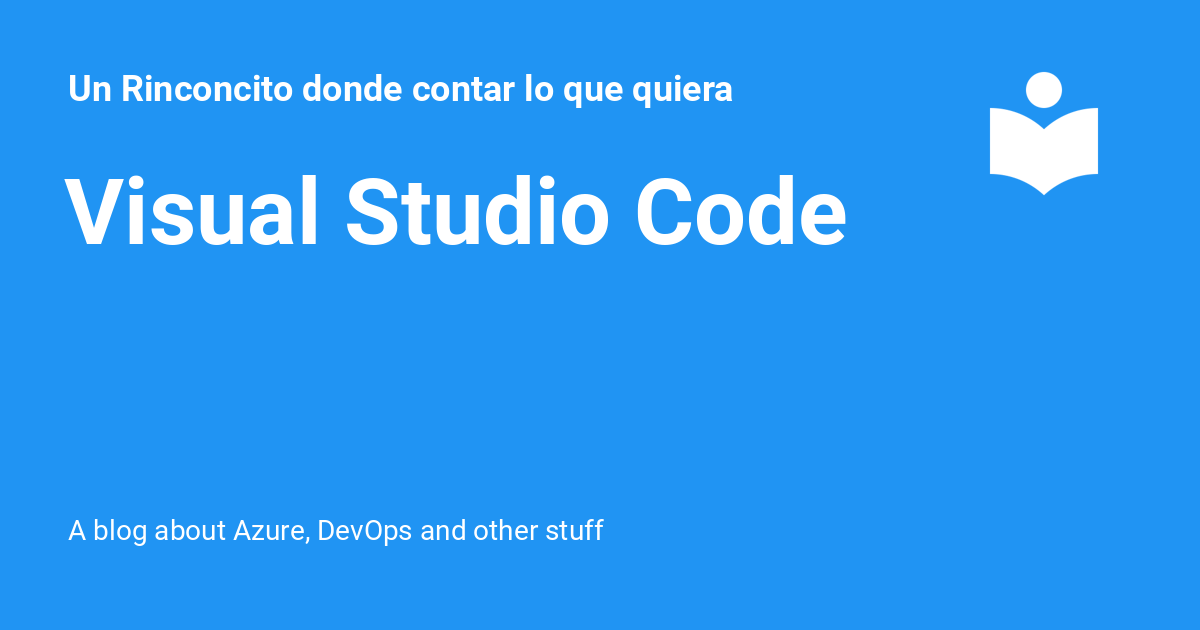 Un Rinconcito donde contar lo que quiera
Visual Studio Code
A blog about Azure, DevOps and other stuff